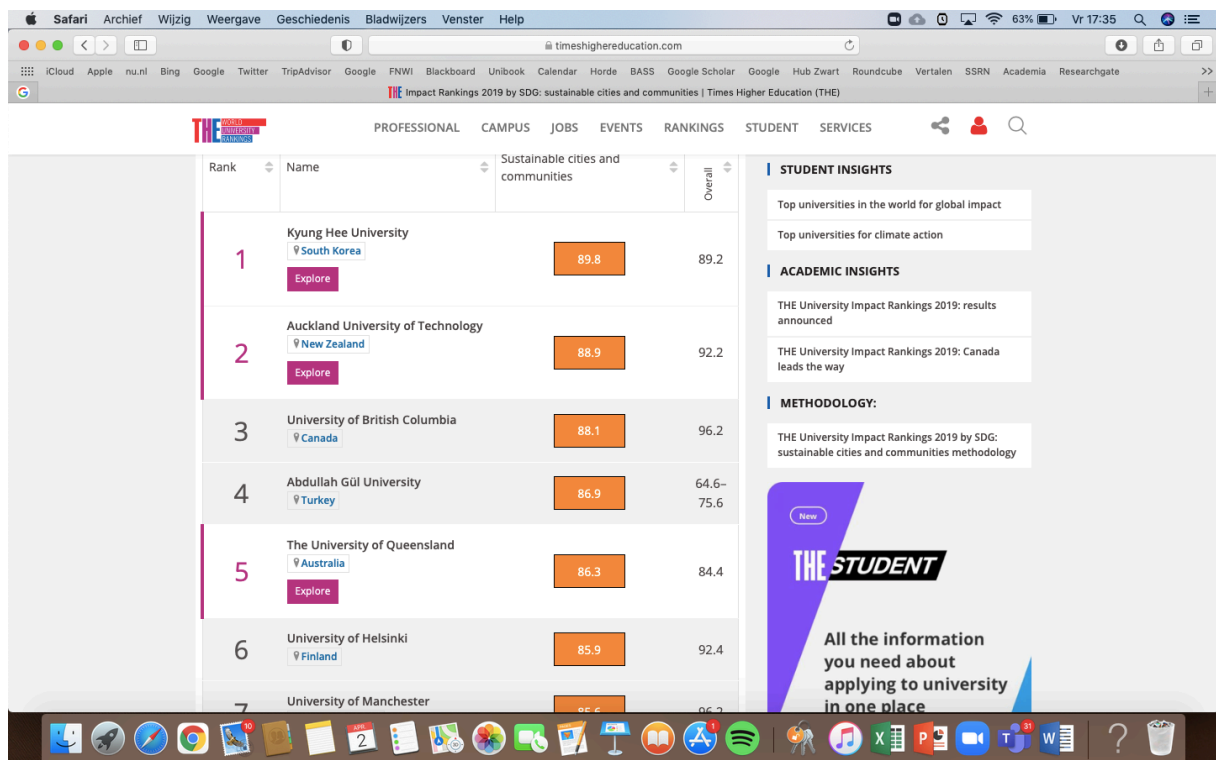 Safari Archief Wijzig Weergave Geschiedenis Bladwijzers Venster Help 63% Vr 17:35
timeshighereducation.com
iCloud Apple nu.nl Bing Google Twitter TripAdvisor Google FNWI Blackboard Unibook Calendar Horde BASS Google Scholar Google Hub Zwart Roundcube Vertalen SSRN Academia Researchgate >>
THE Impact Rankings 2019 by SDG: sustainable cities and communities | Times Higher Education (THE)
THE WORLD UNIVERSITY RANKINGS
PROFESSIONAL CAMPUS JOBS EVENTS RANKINGS STUDENT SERVICES
Rank Name Sustainable cities and
communities
Overall
1
Kyung Hee University
South Korea
Explore
89.8
89.2
2
Auckland University of Technology
New Zealand
Explore
88.9
92.2
3
University of British Columbia
Canada
88.1
96.2
4
Abdullah Gül University
Turkey
86.9
64.6–
75.6
5
The University of Queensland
Australia
Explore
86.3
84.4
6
University of Helsinki
Finland
85.9
92.4
7
University of Manchester
85.6
96.2
STUDENT INSIGHTS
Top universities in the world for global impact
Top universities for climate action
ACADEMIC INSIGHTS
THE University Impact Rankings 2019: results
announced
THE University Impact Rankings 2019: Canada
leads the way
METHODOLOGY:
THE University Impact Rankings 2019 by SDG:
sustainable cities and communities methodology
New
THE STUDENT
All the information
you need about
applying to university
in one place
10
APR
2
1
31